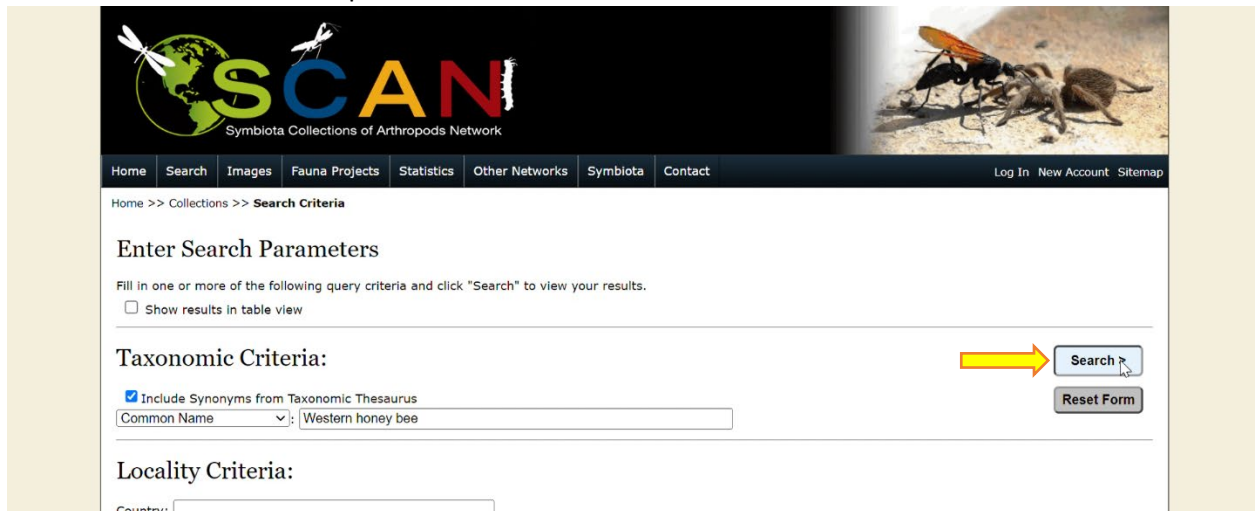 SCAN
Symbiota Collections of Arthropods Network
Home Search Images Fauna Projects Statistics Other Networks Symbiota Contact Log In New Account Sitemap
Home >> Collections >> Search Criteria
Enter Search Parameters
Fill in one or more of the following query criteria and click "Search" to view your results.
Show results in table view
Taxonomic Criteria:
Search >
Include Synonyms from Taxonomic Thesaurus
Reset Form
Common Name : Western honey bee
Locality Criteria:
Country: